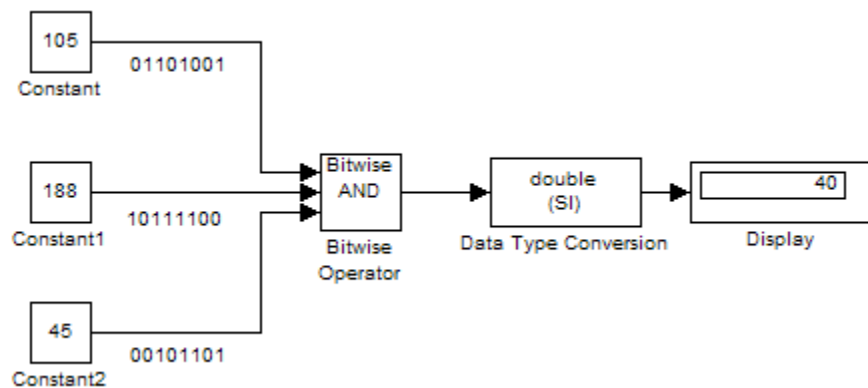 105
Constant
01101001
188
Constant1
10111100
45
Constant2
00101101
Bitwise
AND
Bitwise
Operator
double
(SI)
Data Type Conversion
40
Display